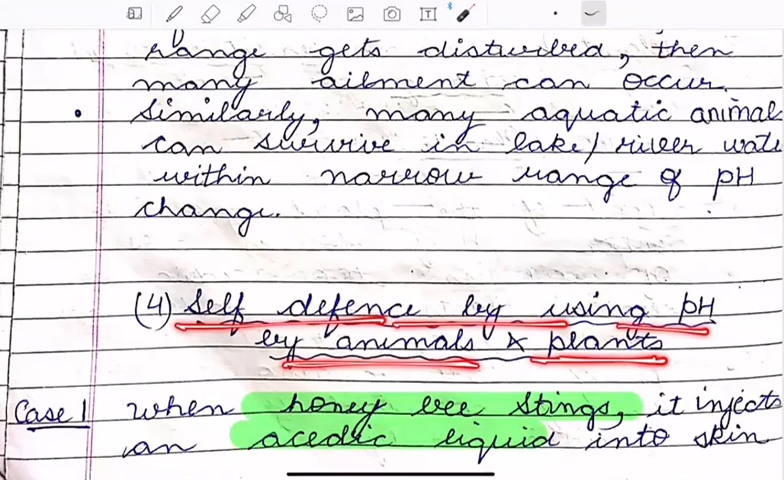 range gets disturbed, then
many ailment can occur.
• Similarly, many aquatic animal
can survive in lake/river wate
within narrow range of pH
change.
(4) Self defence by using pH
by animals & plants
Case 1 when honey bee stings, it injects
an acedic liquid into skin